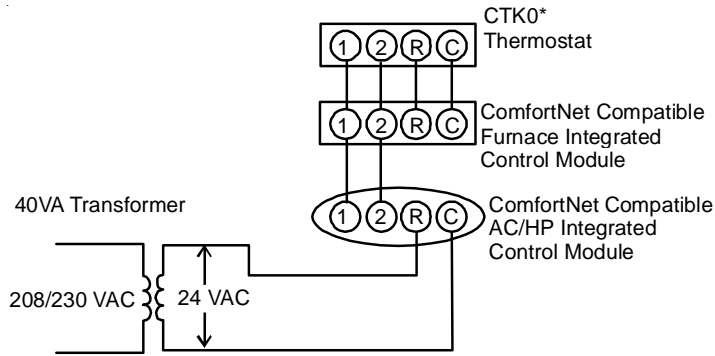 CTK0*
Thermostat
1 2 R C
ComfortNet Compatible
Furnace Integrated
Control Module
1 2 R C
40VA Transformer
ComfortNet Compatible
AC/HP Integrated
Control Module
1 2 R C
208/230 VAC
24 VAC